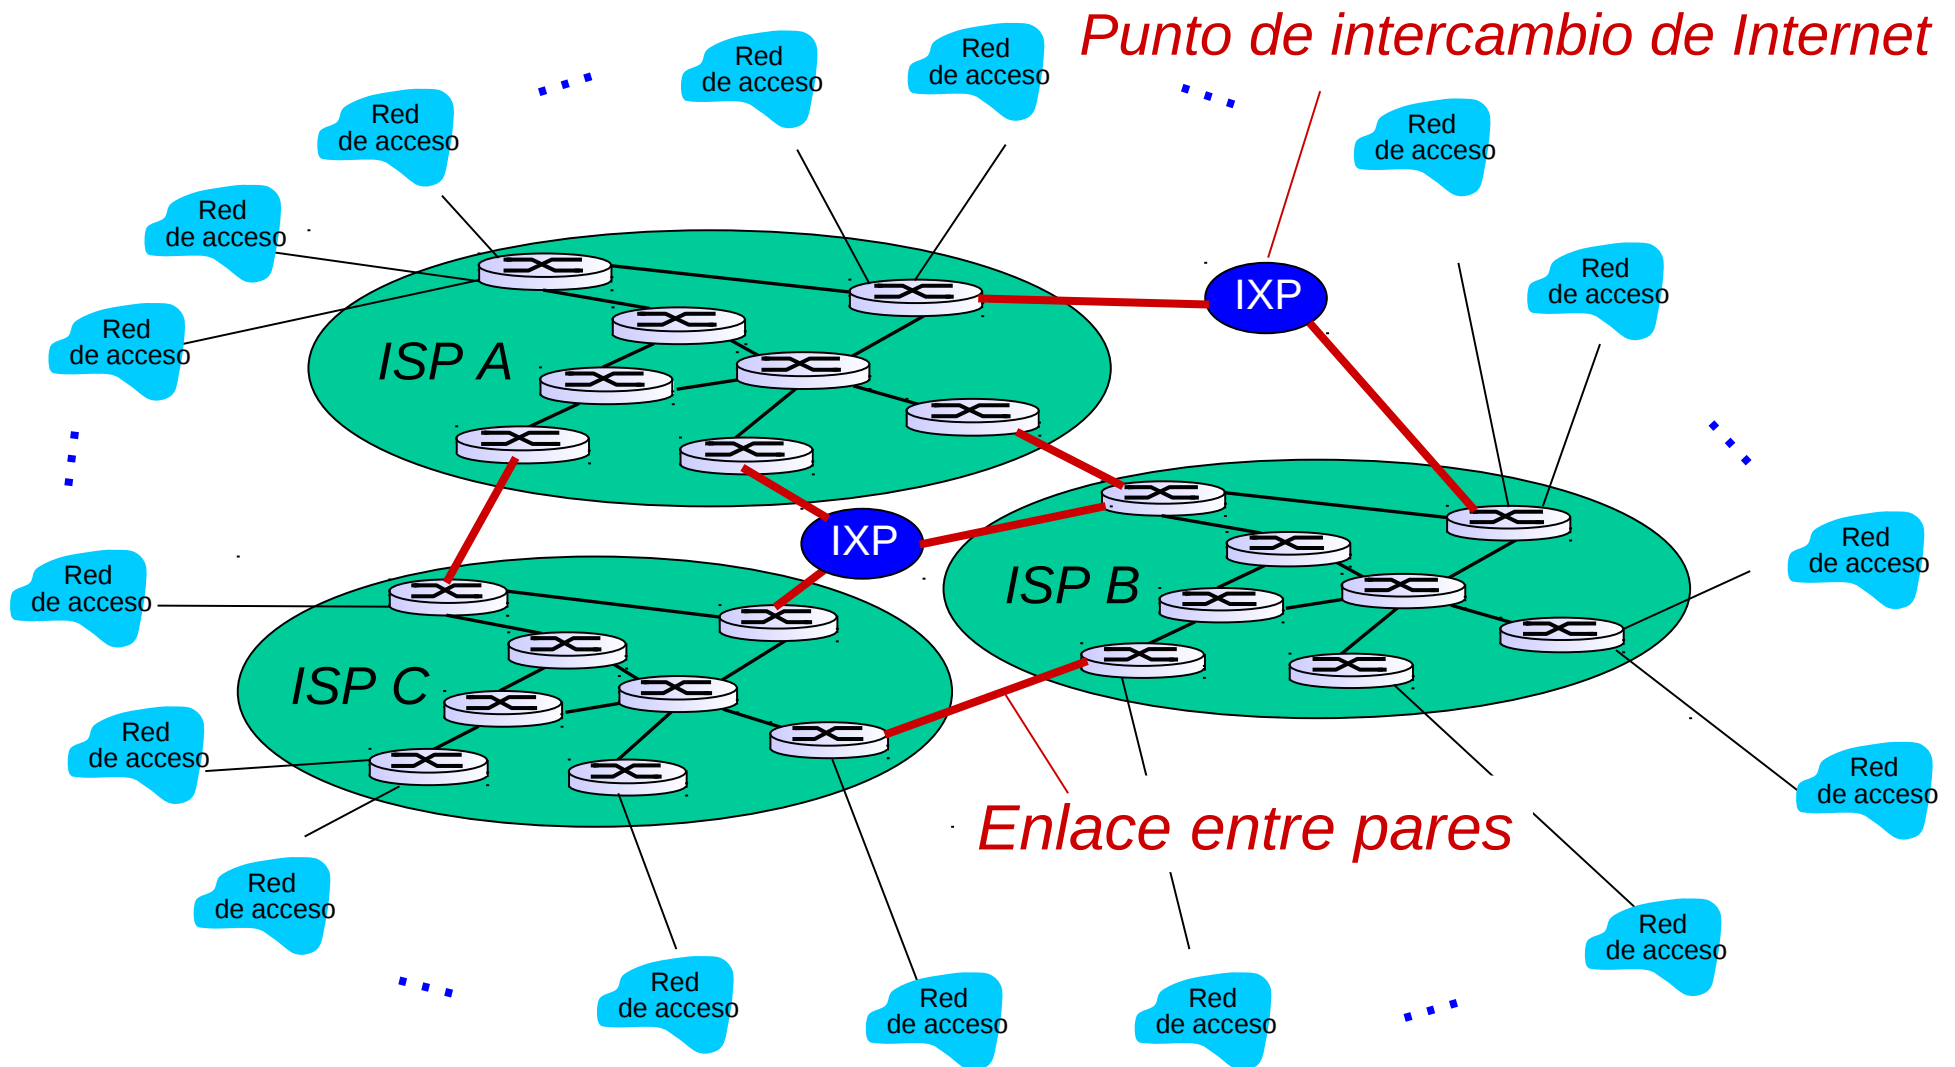 Punto de intercambio de Internet
Red
de acceso
Red
de acceso
Red
de acceso
Red
de acceso
Red
de acceso
Red
de acceso
Red
de acceso
Red
de acceso
IXP
ISP A
IXP
ISP B
ISP C
Red
de acceso
Red
de acceso
Red
de acceso
Red
de acceso
Enlace entre pares
Red
de acceso
Red
de acceso
Red
de acceso
Red
de acceso
Red
de acceso